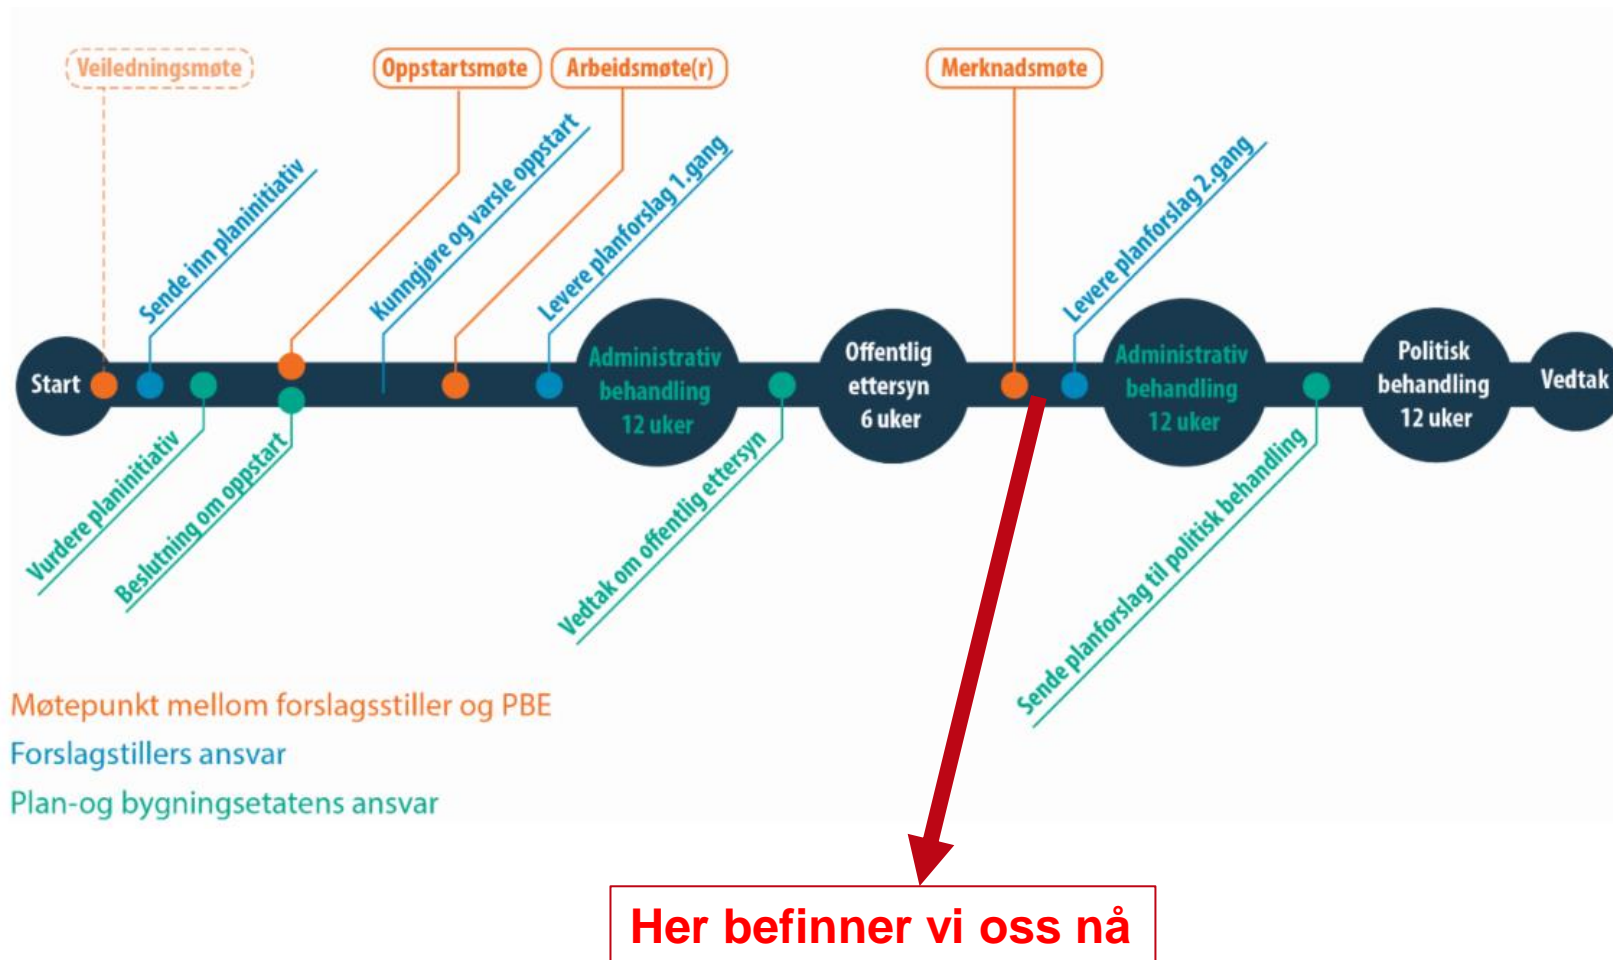 Veiledningsmøte
Oppstartsmøte
Arbeidsmøte(r)
Merknadsmøte
Sende inn planinitiativ
Kunngjøre og varsle oppstart
Levere planforslag 1.gang
Levere planforslag 2.gang
Start
Administrativ
behandling
12 uker
Offentlig
ettersyn
6 uker
Administrativ
behandling
12 uker
Politisk
behandling
12 uker
Vedtak
Vurdere planinitiativ
Beslutning om oppstart
Vedtak om offentlig ettersyn
Sende planforslag til politisk behandling
Møtepunkt mellom forslagsstiller og PBE
Forslagstillers ansvar
Plan-og bygningsetatens ansvar
Her befinner vi oss nå